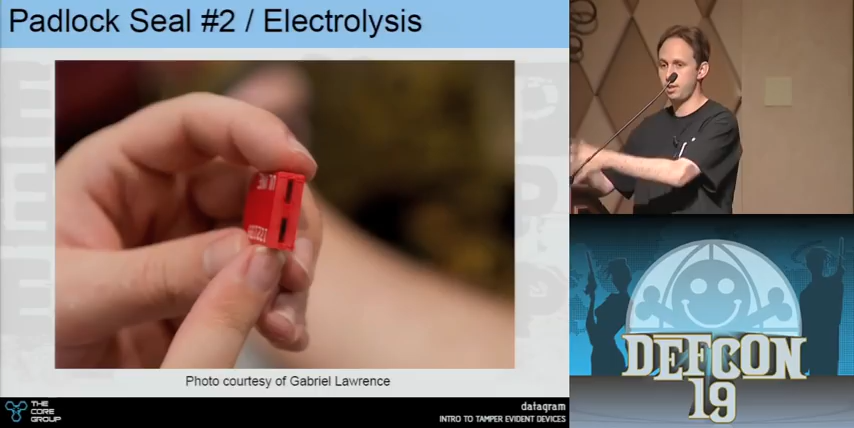 Padlock Seal #2 / Electrolysis
Photo courtesy of Gabriel Lawrence
THE
CORE
GROUP
datagram
INTRO TO TAMPER EVIDENT DEVICES
DEFCON
19